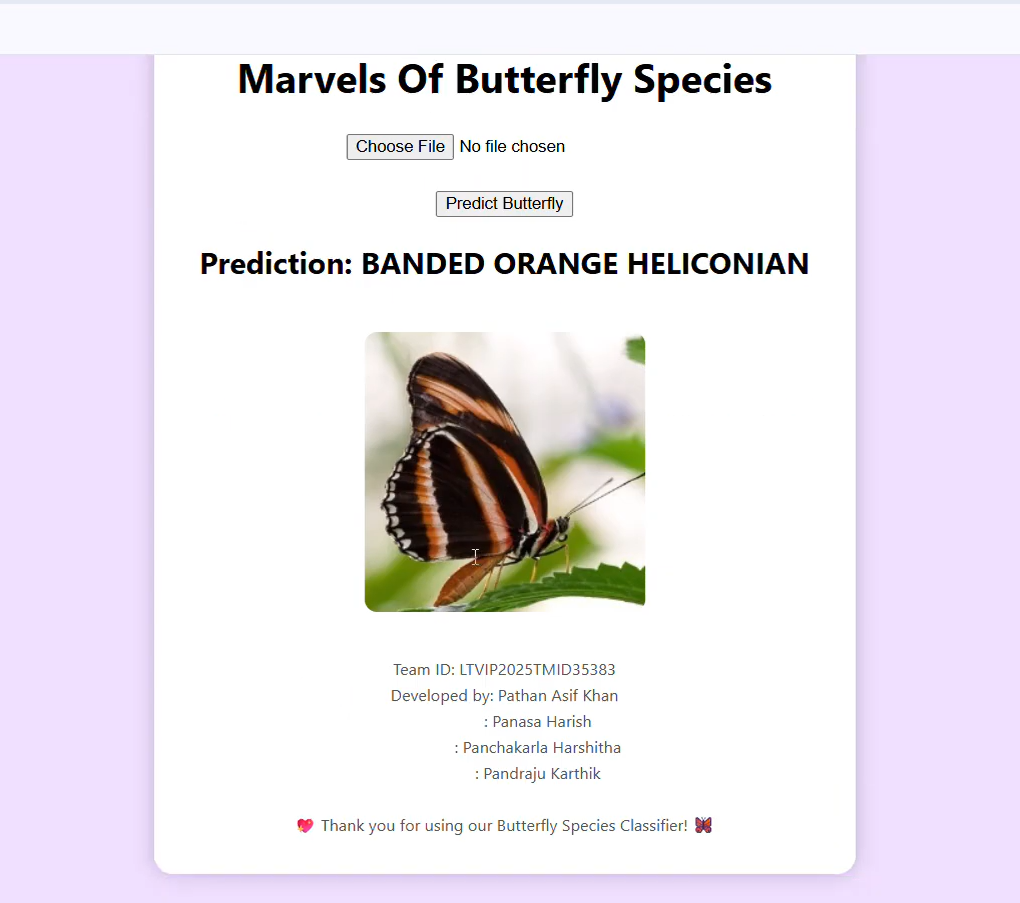 Marvels Of Butterfly Species
Choose File No file chosen
Predict Butterfly
Prediction: BANDED ORANGE HELICONIAN
Team ID: LTVIP2025TMID35383
Developed by: Pathan Asif Khan
: Panasa Harish
: Panchakarla Harshitha
: Pandraju Karthik
💖 Thank you for using our Butterfly Species Classifier! 🦋